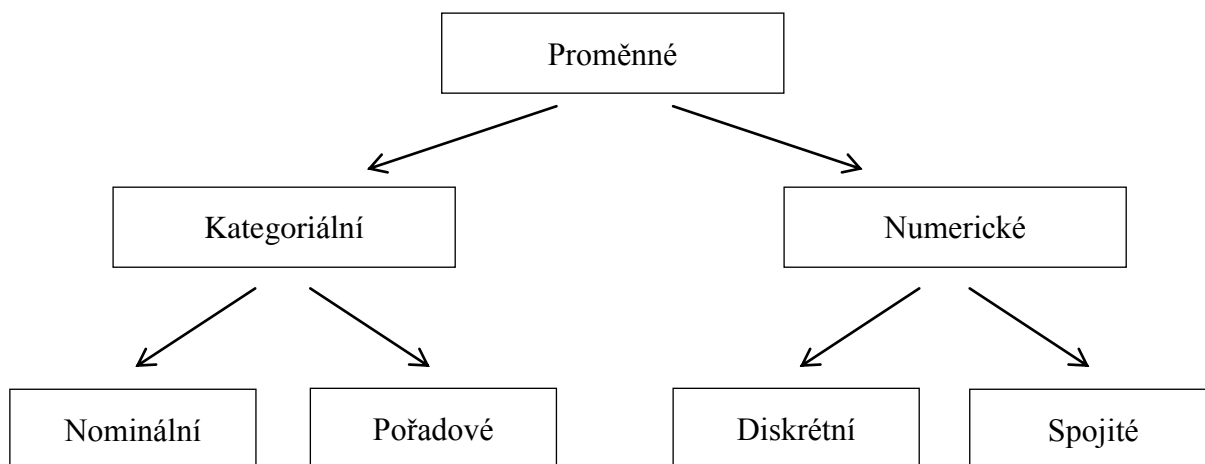 Proměnné
Kategoriální
Numerické
Nominální
Pořadové
Diskrétní
Spojité